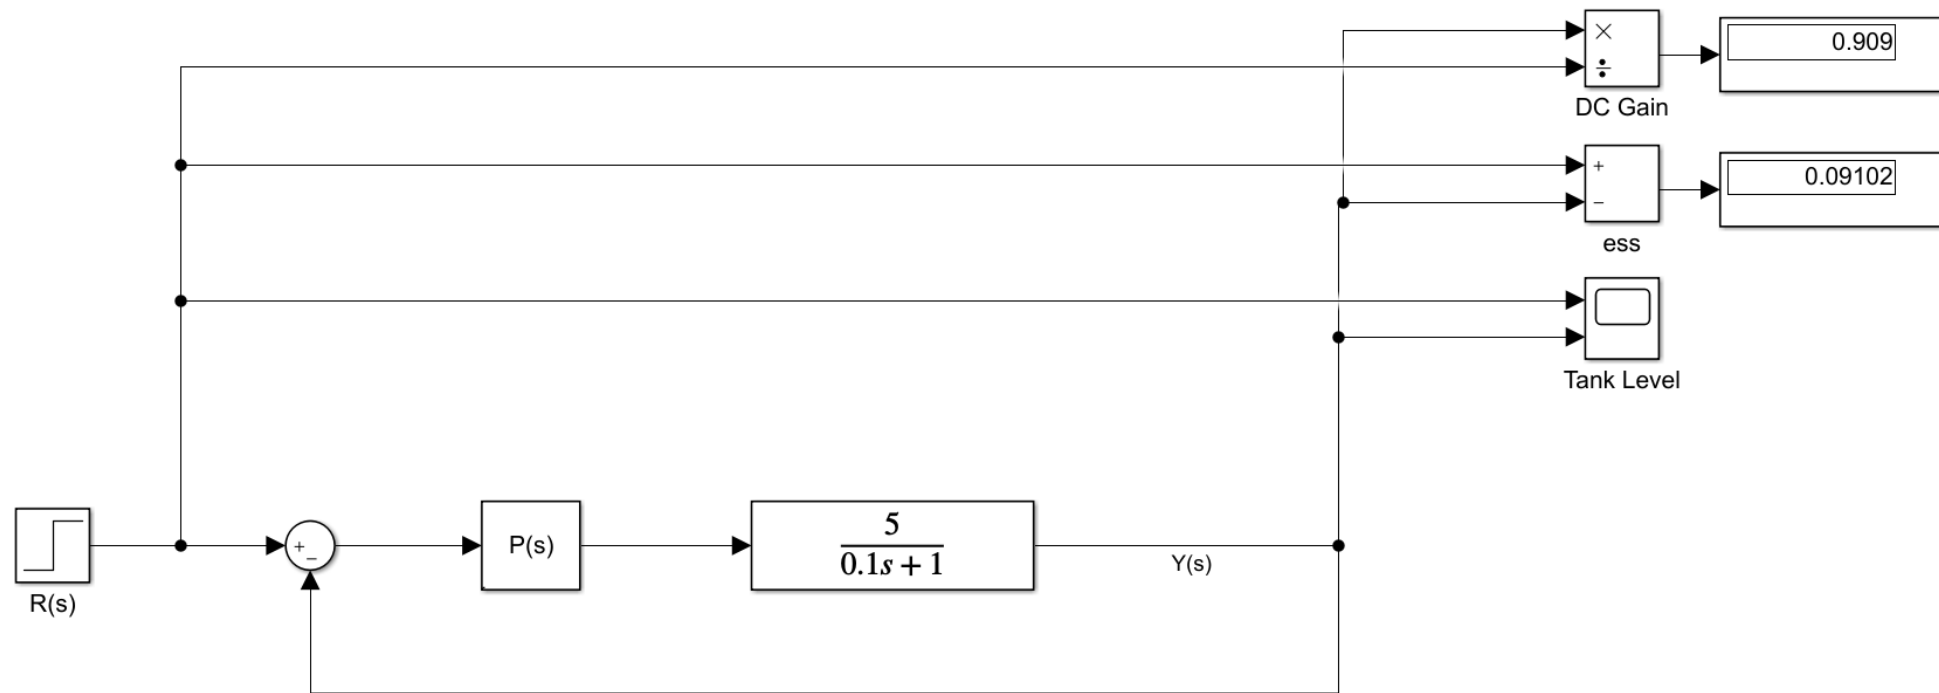 ×
0.909
÷
DC Gain
+
0.09102
−
ess
Tank Level
R(s)
+
−
P(s)
5
0.1s + 1
Y(s)